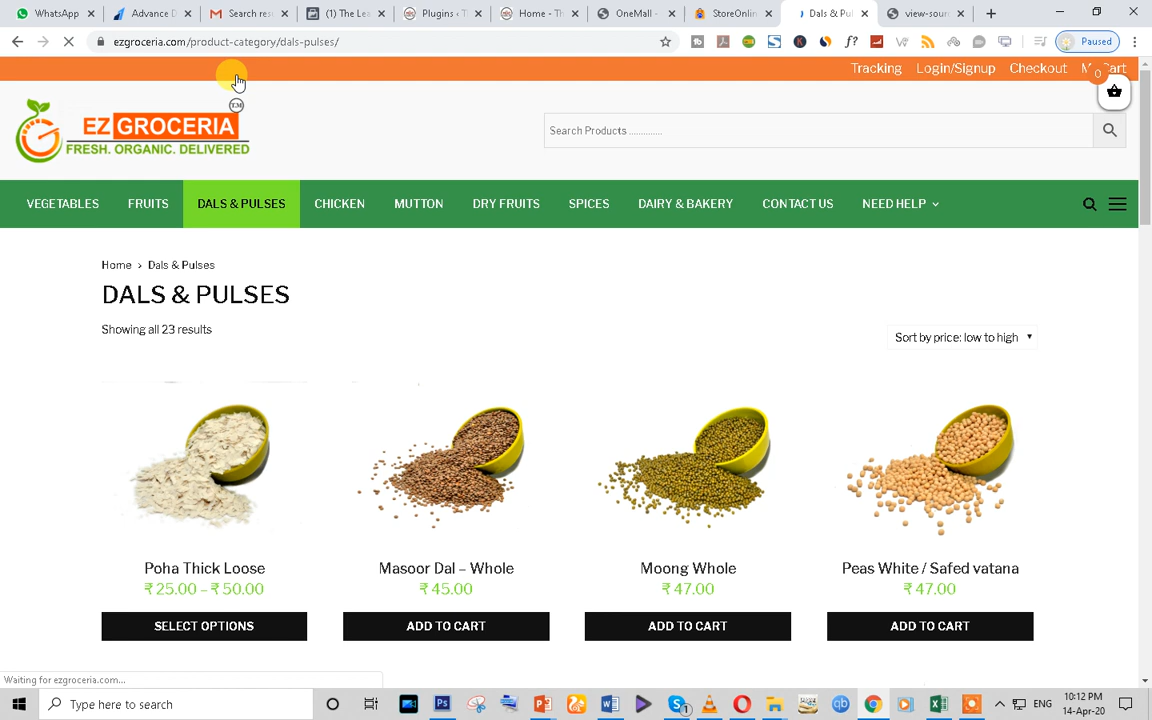 WhatsApp
Advance D
Search res
(1) The Lea
Plugins ‹ T
Home - Th
OneMall -
StoreOnlin
Dals & Pul
view-sourc
ezgroceria.com/product-category/dals-pulses/
Paused
Tracking Login/Signup Checkout My Cart
0
TM
EZ GROCERIA
FRESH. ORGANIC. DELIVERED
Search Products .............
VEGETABLES FRUITS DALS & PULSES CHICKEN MUTTON DRY FRUITS SPICES DAIRY & BAKERY CONTACT US NEED HELP
Home › Dals & Pulses
DALS & PULSES
Showing all 23 results
Sort by price: low to high
Poha Thick Loose
₹ 25.00 – ₹ 50.00
SELECT OPTIONS
Masoor Dal – Whole
₹ 45.00
ADD TO CART
Moong Whole
₹ 47.00
ADD TO CART
Peas White / Safed vatana
₹ 47.00
ADD TO CART
Waiting for ezgroceria.com...
Type here to search
ENG
10:12 PM
14-Apr-20